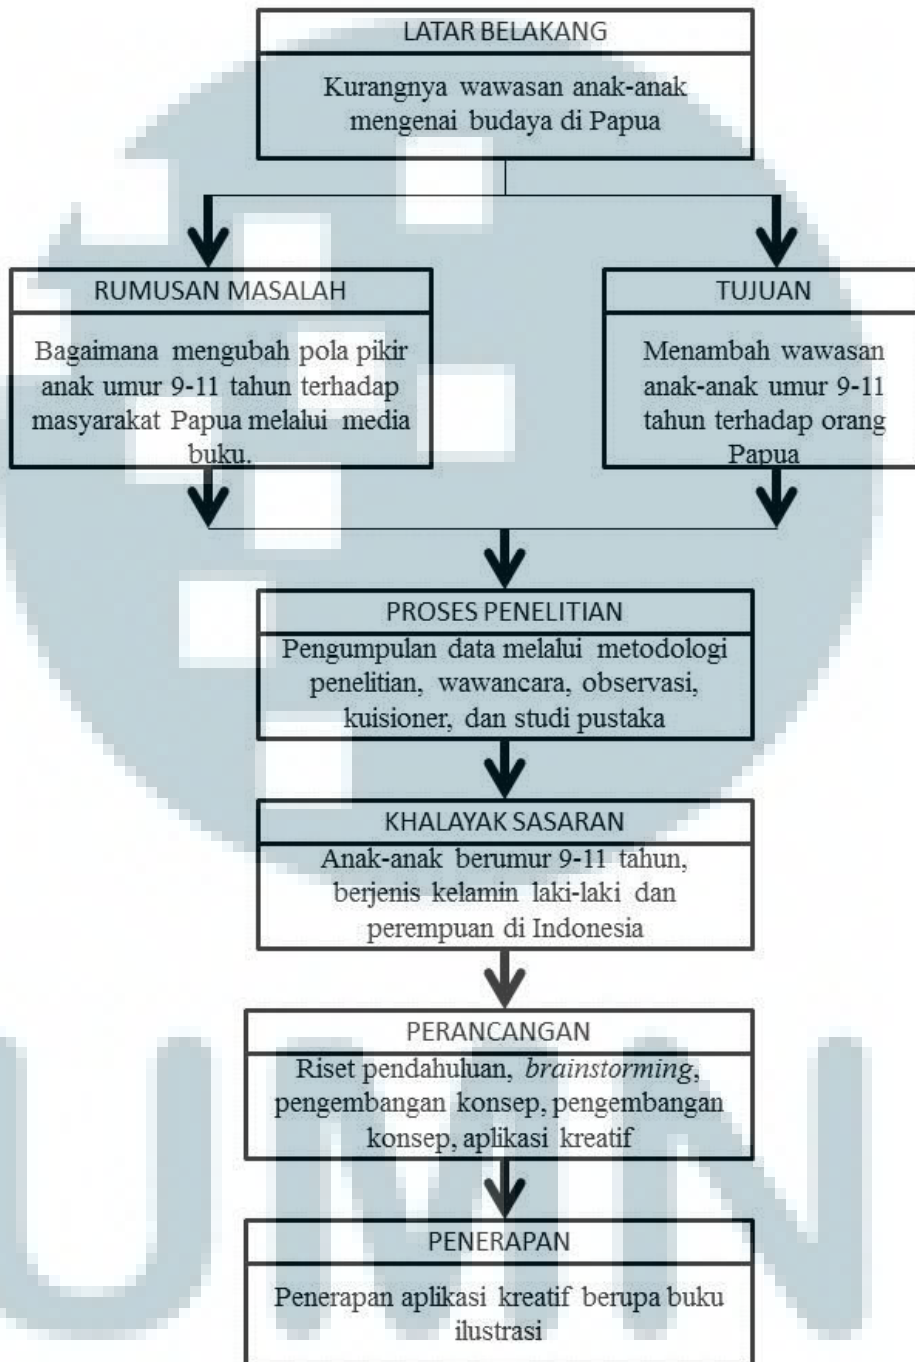 LATAR BELAKANG
Kurangnya wawasan anak-anak
mengenai budaya di Papua
RUMUSAN MASALAH
Bagaimana mengubah pola pikir
anak umur 9-11 tahun terhadap
masyarakat Papua melalui media
buku.
TUJUAN
Menambah wawasan
anak-anak umur 9-11
tahun terhadap orang
Papua
PROSES PENELITIAN
Pengumpulan data melalui metodologi
penelitian, wawancara, observasi,
kuisioner, dan studi pustaka
KHALAYAK SASARAN
Anak-anak berumur 9-11 tahun,
berjenis kelamin laki-laki dan
perempuan di Indonesia
PERANCANGAN
Riset pendahuluan, brainstorming,
pengembangan konsep, pengembangan
konsep, aplikasi kreatif
PENERAPAN
Penerapan aplikasi kreatif berupa buku
ilustrasi
UMN